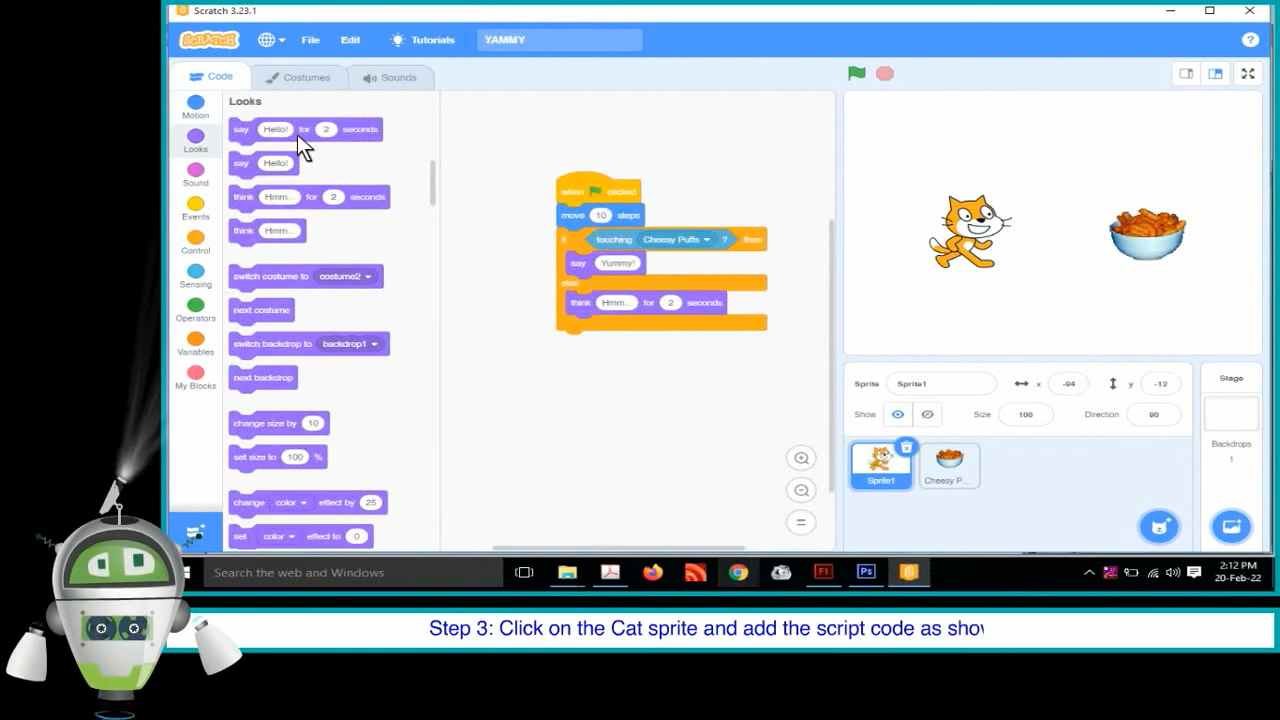 Scratch 3.23.1
SCRATCH
File
Edit
Tutorials
YAMMY
?
Code
Costumes
Sounds
Motion
Looks
Sound
Events
Control
Sensing
Operators
Variables
My Blocks
Looks
say Hello! for 2 seconds
say Hello!
think Hmm... for 2 seconds
think Hmm...
switch costume to costume2
next costume
switch backdrop to backdrop1
next backdrop
change size by 10
set size to 100 %
change color effect by 25
set color effect to 0
when clicked
move 10 steps
if touching Cheesy Puffs ? then
say Yummy!
else
think Hmm... for 2 seconds
Sprite Sprite1 x -94 y -12
Show Size 100 Direction 90
Sprite1
Cheesy P...
Stage
Backdrops
1
Search the web and Windows
Fl
Ps
2:12 PM
20-Feb-22
Step 3: Click on the Cat sprite and add the script code as